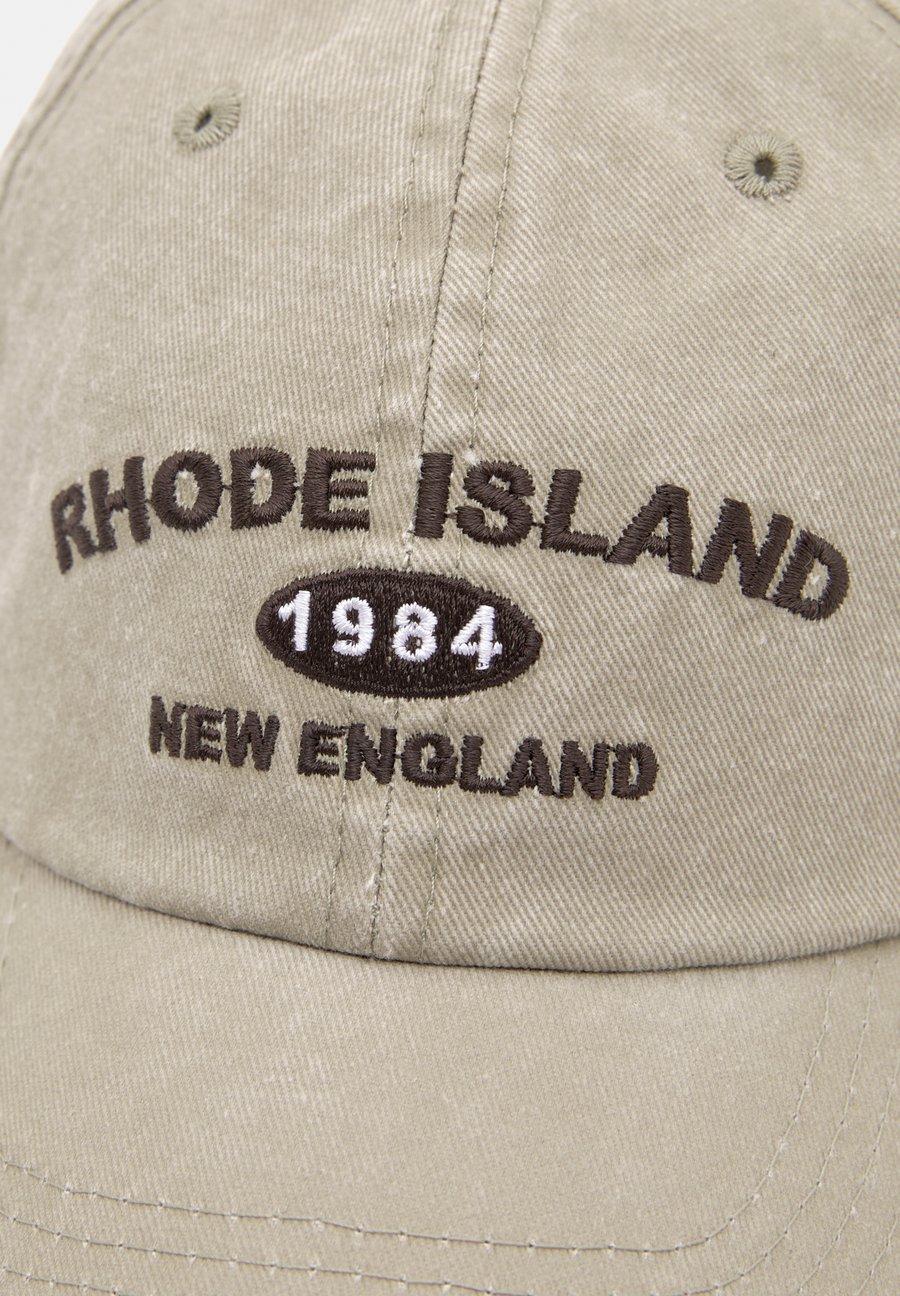 RHODE ISLAND
1984
NEW ENGLAND